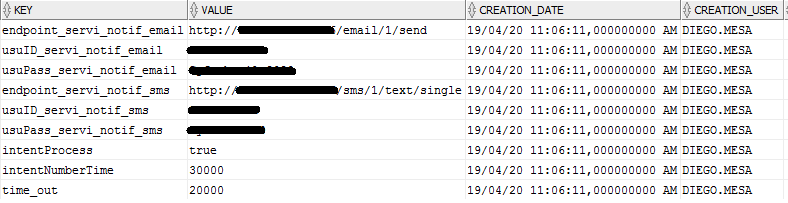 KEY VALUE CREATION_DATE CREATION_USER
endpoint_servi_notif_email http:// /email/1/send 19/04/20 11:06:11,000000000 AM DIEGO.MESA
usuID_servi_notif_email 19/04/20 11:06:11,000000000 AM DIEGO.MESA
usuPass_servi_notif_email 19/04/20 11:06:11,000000000 AM DIEGO.MESA
endpoint_servi_notif_sms http:// /sms/1/text/single 19/04/20 11:06:11,000000000 AM DIEGO.MESA
usuID_servi_notif_sms 19/04/20 11:06:11,000000000 AM DIEGO.MESA
usuPass_servi_notif_sms 19/04/20 11:06:11,000000000 AM DIEGO.MESA
intentProcess true 19/04/20 11:06:11,000000000 AM DIEGO.MESA
intentNumberTime 30000 19/04/20 11:06:11,000000000 AM DIEGO.MESA
time_out 20000 19/04/20 11:06:11,000000000 AM DIEGO.MESA